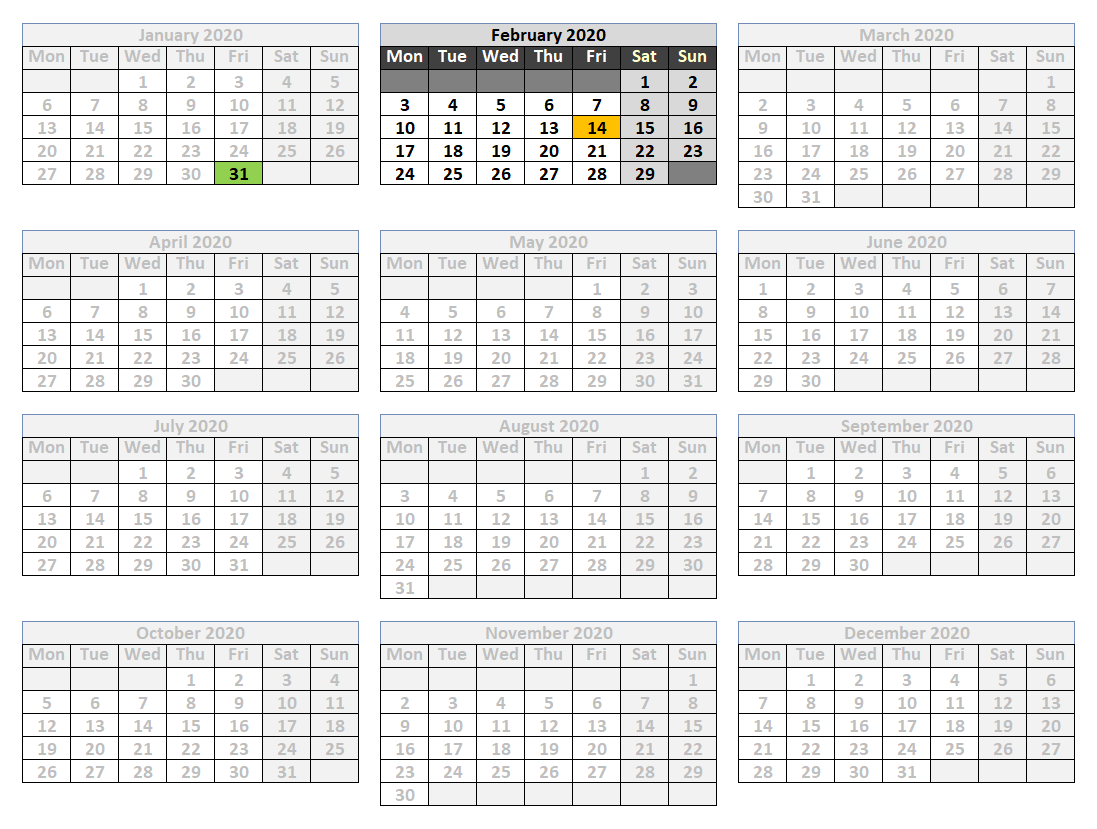 January 2020
Mon Tue Wed Thu Fri Sat Sun
1 2 3 4 5
6 7 8 9 10 11 12
13 14 15 16 17 18 19
20 21 22 23 24 25 26
27 28 29 30 31
February 2020
Mon Tue Wed Thu Fri Sat Sun
1 2
3 4 5 6 7 8 9
10 11 12 13 14 15 16
17 18 19 20 21 22 23
24 25 26 27 28 29
March 2020
Mon Tue Wed Thu Fri Sat Sun
1
2 3 4 5 6 7 8
9 10 11 12 13 14 15
16 17 18 19 20 21 22
23 24 25 26 27 28 29
30 31
April 2020
Mon Tue Wed Thu Fri Sat Sun
1 2 3 4 5
6 7 8 9 10 11 12
13 14 15 16 17 18 19
20 21 22 23 24 25 26
27 28 29 30
May 2020
Mon Tue Wed Thu Fri Sat Sun
1 2 3
4 5 6 7 8 9 10
11 12 13 14 15 16 17
18 19 20 21 22 23 24
25 26 27 28 29 30 31
June 2020
Mon Tue Wed Thu Fri Sat Sun
1 2 3 4 5 6 7
8 9 10 11 12 13 14
15 16 17 18 19 20 21
22 23 24 25 26 27 28
29 30
July 2020
Mon Tue Wed Thu Fri Sat Sun
1 2 3 4 5
6 7 8 9 10 11 12
13 14 15 16 17 18 19
20 21 22 23 24 25 26
27 28 29 30 31
August 2020
Mon Tue Wed Thu Fri Sat Sun
1 2
3 4 5 6 7 8 9
10 11 12 13 14 15 16
17 18 19 20 21 22 23
24 25 26 27 28 29 30
31
September 2020
Mon Tue Wed Thu Fri Sat Sun
1 2 3 4 5 6
7 8 9 10 11 12 13
14 15 16 17 18 19 20
21 22 23 24 25 26 27
28 29 30
October 2020
Mon Tue Wed Thu Fri Sat Sun
1 2 3 4
5 6 7 8 9 10 11
12 13 14 15 16 17 18
19 20 21 22 23 24 25
26 27 28 29 30 31
November 2020
Mon Tue Wed Thu Fri Sat Sun
1
2 3 4 5 6 7 8
9 10 11 12 13 14 15
16 17 18 19 20 21 22
23 24 25 26 27 28 29
30
December 2020
Mon Tue Wed Thu Fri Sat Sun
1 2 3 4 5 6
7 8 9 10 11 12 13
14 15 16 17 18 19 20
21 22 23 24 25 26 27
28 29 30 31